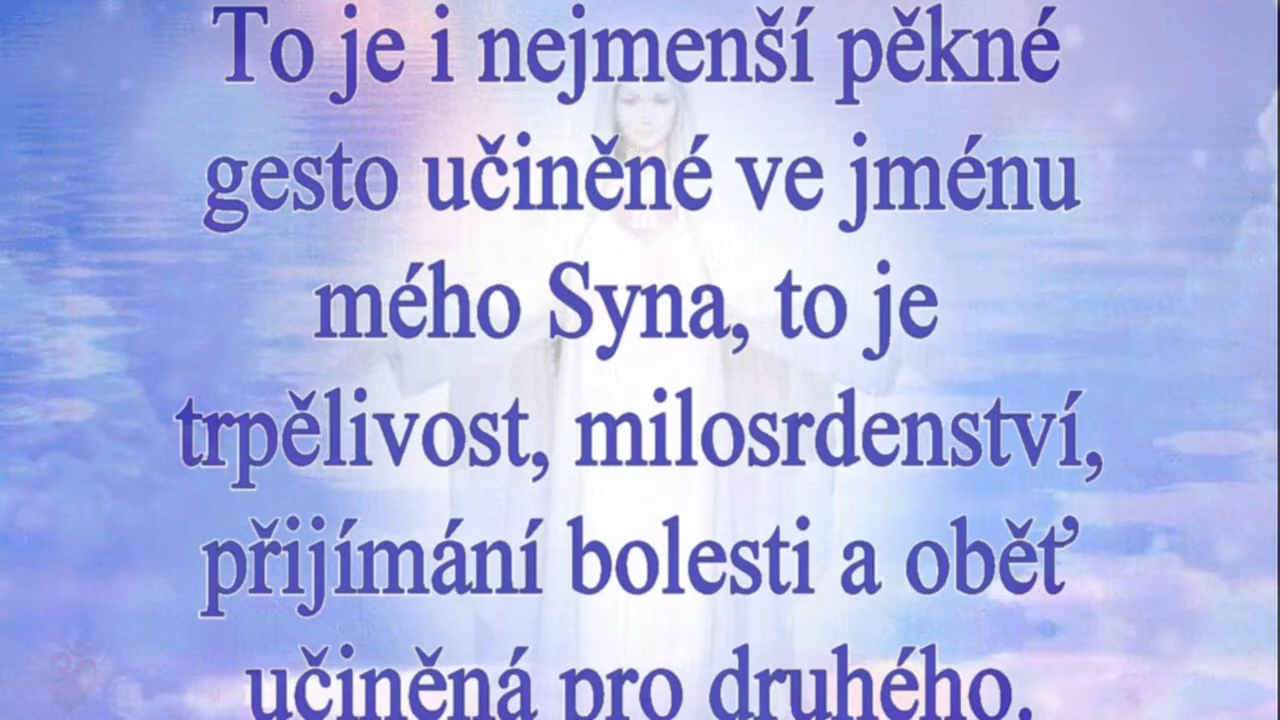 To je i nejmenší pěkné
gesto učiněné ve jménu
mého Syna, to je
trpělivost, milosrdenství,
přijímání bolesti a oběť
učiněná pro druhého.